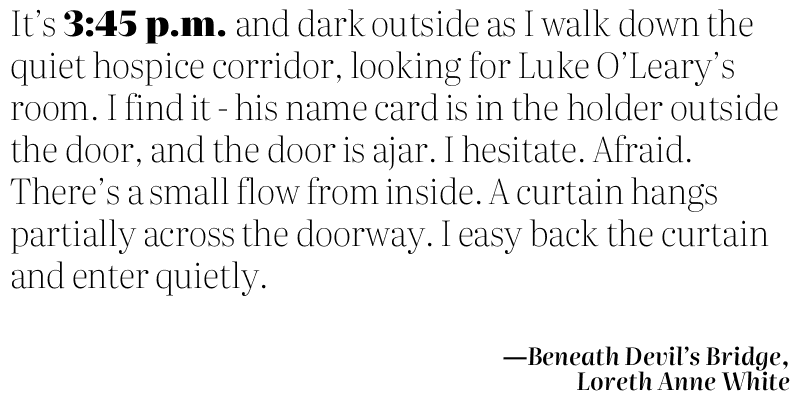 It's 3:45 p.m. and dark outside as I walk down the
quiet hospice corridor, looking for Luke O'Leary's
room. I find it - his name card is in the holder outside
the door, and the door is ajar. I hesitate. Afraid.
There's a small flow from inside. A curtain hangs
partially across the doorway. I easy back the curtain
and enter quietly.
—Beneath Devil's Bridge,
Loreth Anne White